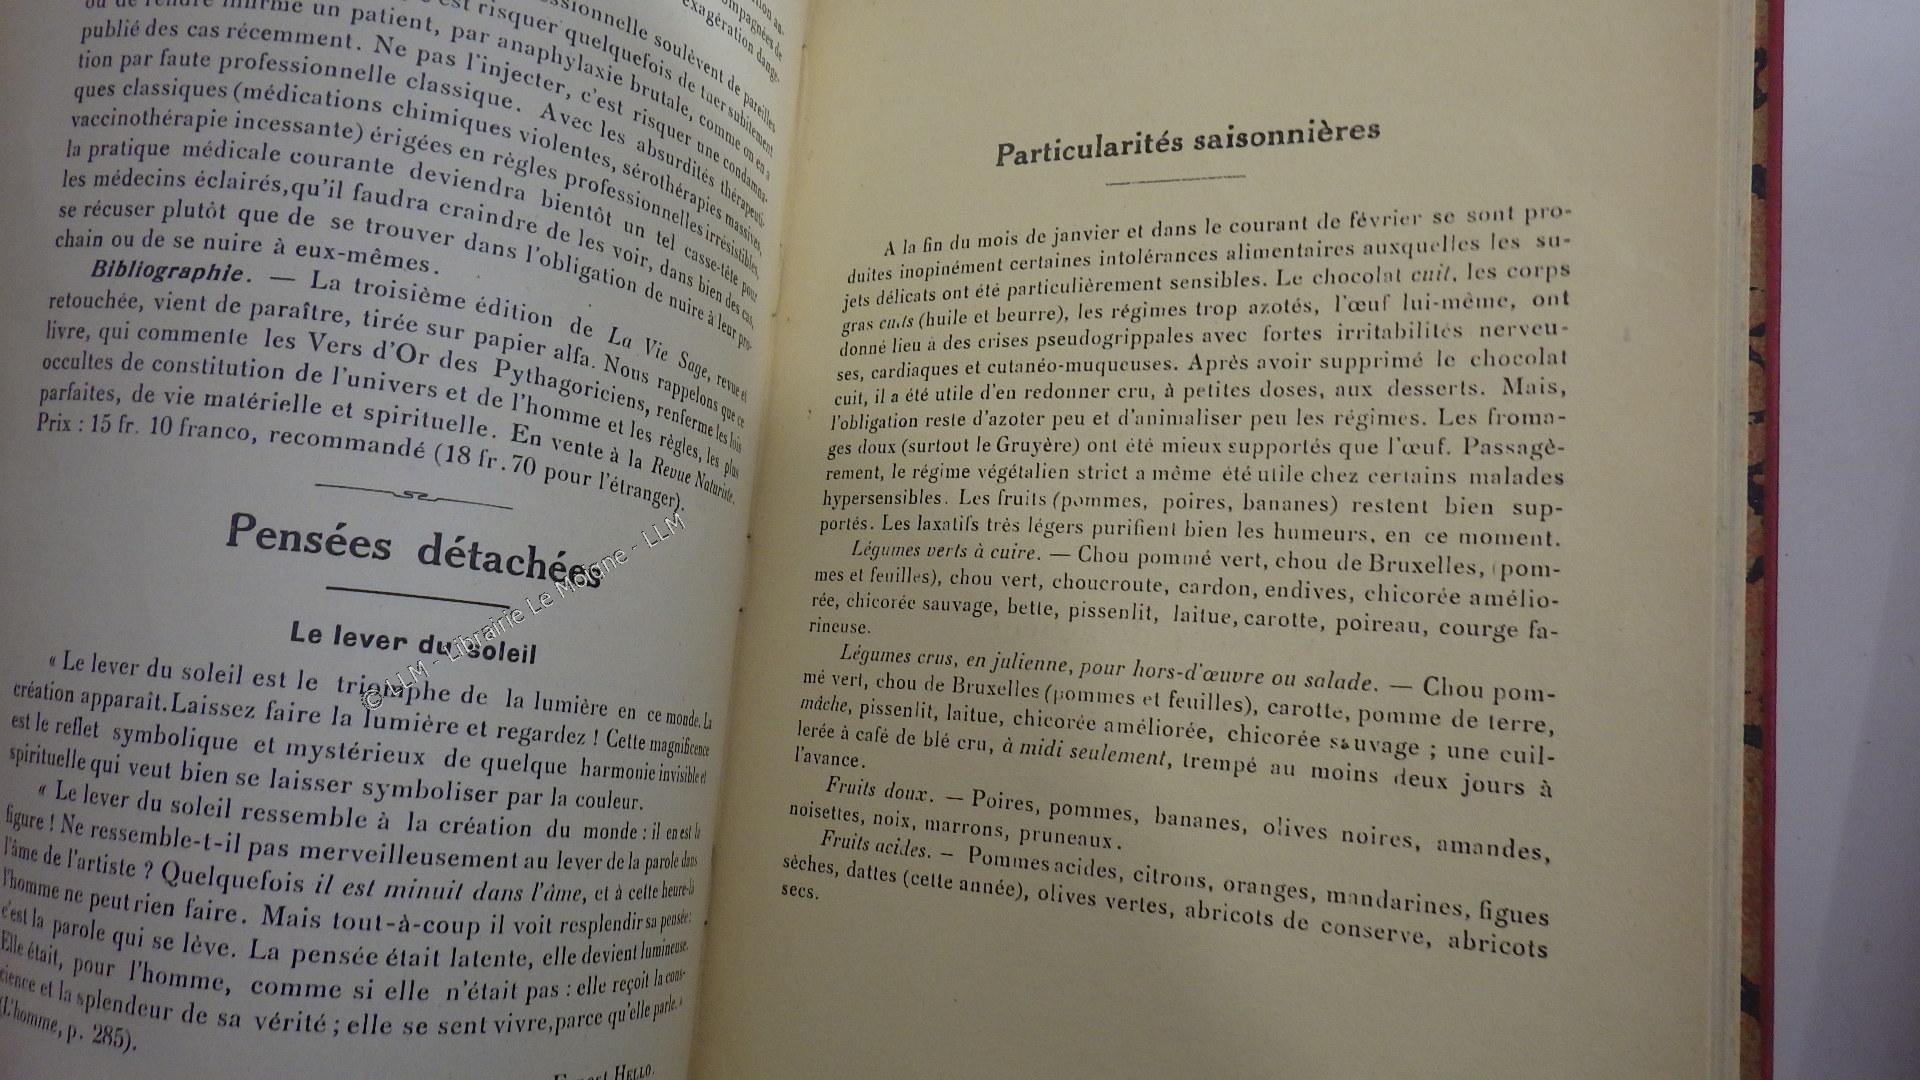 exagération dange-
soulèvent de pareilles
risquer quelquefois de tuer subitement
un patient, par anaphylaxie brutale, comme on en a
publié des cas récemment. Ne pas l'injecter, c'est risquer une condamna-
tion par faute professionnelle classique. Avec les absurdités thérapeuti-
ques classiques (médications chimiques violentes, sérothérapies massives,
vaccinothérapie incessante) érigées en règles professionnelles irrésistibles,
la pratique médicale courante deviendra bientôt un tel casse-tête pour
les médecins éclairés,qu'il faudra craindre de les voir, dans bien des cas,
se récuser plutôt que de se trouver dans l'obligation de nuire à leur pro-
chain ou de se nuire à eux-mêmes.
Bibliographie. — La troisième édition de La Vie Sage, revue et
retouchée, vient de paraître, tirée sur papier alfa. Nous rappelons que ce
livre, qui commente les Vers d'Or des Pythagoriciens, renferme les lois
occultes de constitution de l'univers et de l'homme et les règles, les plus
parfaites, de vie matérielle et spirituelle. En vente à la Revue Naturiste.
Prix : 15 fr. 10 franco, recommandé (18 fr. 70 pour l'étranger).
Pensées détachées
Le lever du soleil
« Le lever du soleil est le triomphe de la lumière en ce monde. La
création apparaît.Laissez faire la lumière et regardez ! Cette magnificence
est le reflet symbolique et mystérieux de quelque harmonie invisible et
spirituelle qui veut bien se laisser symboliser par la couleur.
« Le lever du soleil ressemble à la création du monde : il en est la
figure ! Ne ressemble-t-il pas merveilleusement au lever de la parole dans
l'âme de l'artiste ? Quelquefois il est minuit dans l'âme, et à cette heure-là
l'homme ne peut rien faire. Mais tout-à-coup il voit resplendir sa pensée:
c'est la parole qui se lève. La pensée était latente, elle devient lumineuse.
Elle était, pour l'homme, comme si elle n'était pas : elle reçoit la cons-
cience et la splendeur de sa vérité ; elle se sent vivre,parce qu'elle parle. »
(L'homme, p. 285).
Ernest HELLO.
© LLM - Librairie Le Moigne - LLM
Particularités saisonnières
A la fin du mois de janvier et dans le courant de février se sont pro-
duites inopinément certaines intolérances alimentaires auxquelles les su-
jets délicats ont été particulièrement sensibles. Le chocolat cuit, les corps
gras cuits (huile et beurre), les régimes trop azotés, l'œuf lui-même, ont
donné lieu à des crises pseudogrippales avec fortes irritabilités nerveu-
ses, cardiaques et cutanéo-muqueuses. Après avoir supprimé le chocolat
cuit, il a été utile d'en redonner cru, à petites doses, aux desserts. Mais,
l'obligation reste d'azoter peu et d'animaliser peu les régimes. Les froma-
ges doux (surtout le Gruyère) ont été mieux supportés que l'œuf. Passagè-
rement, le régime végétalien strict a même été utile chez certains malades
hypersensibles. Les fruits (pommes, poires, bananes) restent bien sup-
portés. Les laxatifs très légers purifient bien les humeurs, en ce moment.
Légumes verts à cuire. — Chou pommé vert, chou de Bruxelles, (pom-
mes et feuilles), chou vert, choucroute, cardon, endives, chicorée amélio-
rée, chicorée sauvage, bette, pissenlit, laitue, carotte, poireau, courge fa-
rineuse.
Légumes crus, en julienne, pour hors-d'œuvre ou salade. — Chou pom-
mé vert, chou de Bruxelles (pommes et feuilles), carotte, pomme de terre,
mâche, pissenlit, laitue, chicorée améliorée, chicorée sauvage ; une cuil-
lerée à café de blé cru, à midi seulement, trempé au moins deux jours à
l'avance.
Fruits doux. — Poires, pommes, bananes, olives noires, amandes,
noisettes, noix, marrons, pruneaux.
Fruits acides. — Pommes acides, citrons, oranges, mandarines, figues
sèches, dattes (cette année), olives vertes, abricots de conserve, abricots
secs.